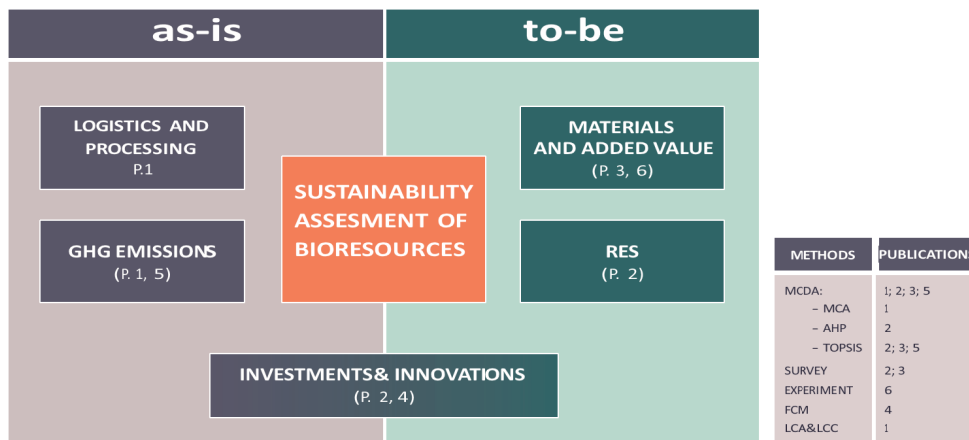 as-is
to-be
LOGISTICS AND
PROCESSING
P.1
MATERIALS
AND ADDED VALUE
(P. 3, 6)
SUSTAINABILITY
ASSESMENT OF
BIORESOURCES
GHG EMISSIONS
(P. 1, 5)
RES
(P. 2)
INVESTMENTS& INNOVATIONS
(P. 2, 4)
METHODS PUBLICATIONS
MCDA: 1; 2; 3; 5
– MCA 1
– AHP 2
– TOPSIS 2; 3; 5
SURVEY 2; 3
EXPERIMENT 6
FCM 4
LCA&LCC 1